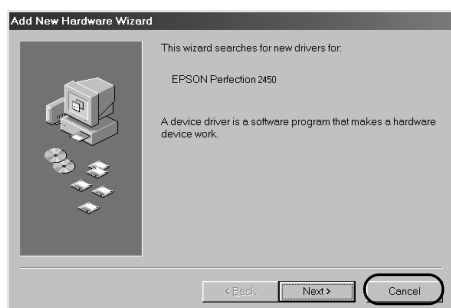 Add New Hardware Wizard
This wizard searches for new drivers for:
EPSON Perfection 2450
A device driver is a software program that makes a hardware
device work.
< Back
Next >
Cancel